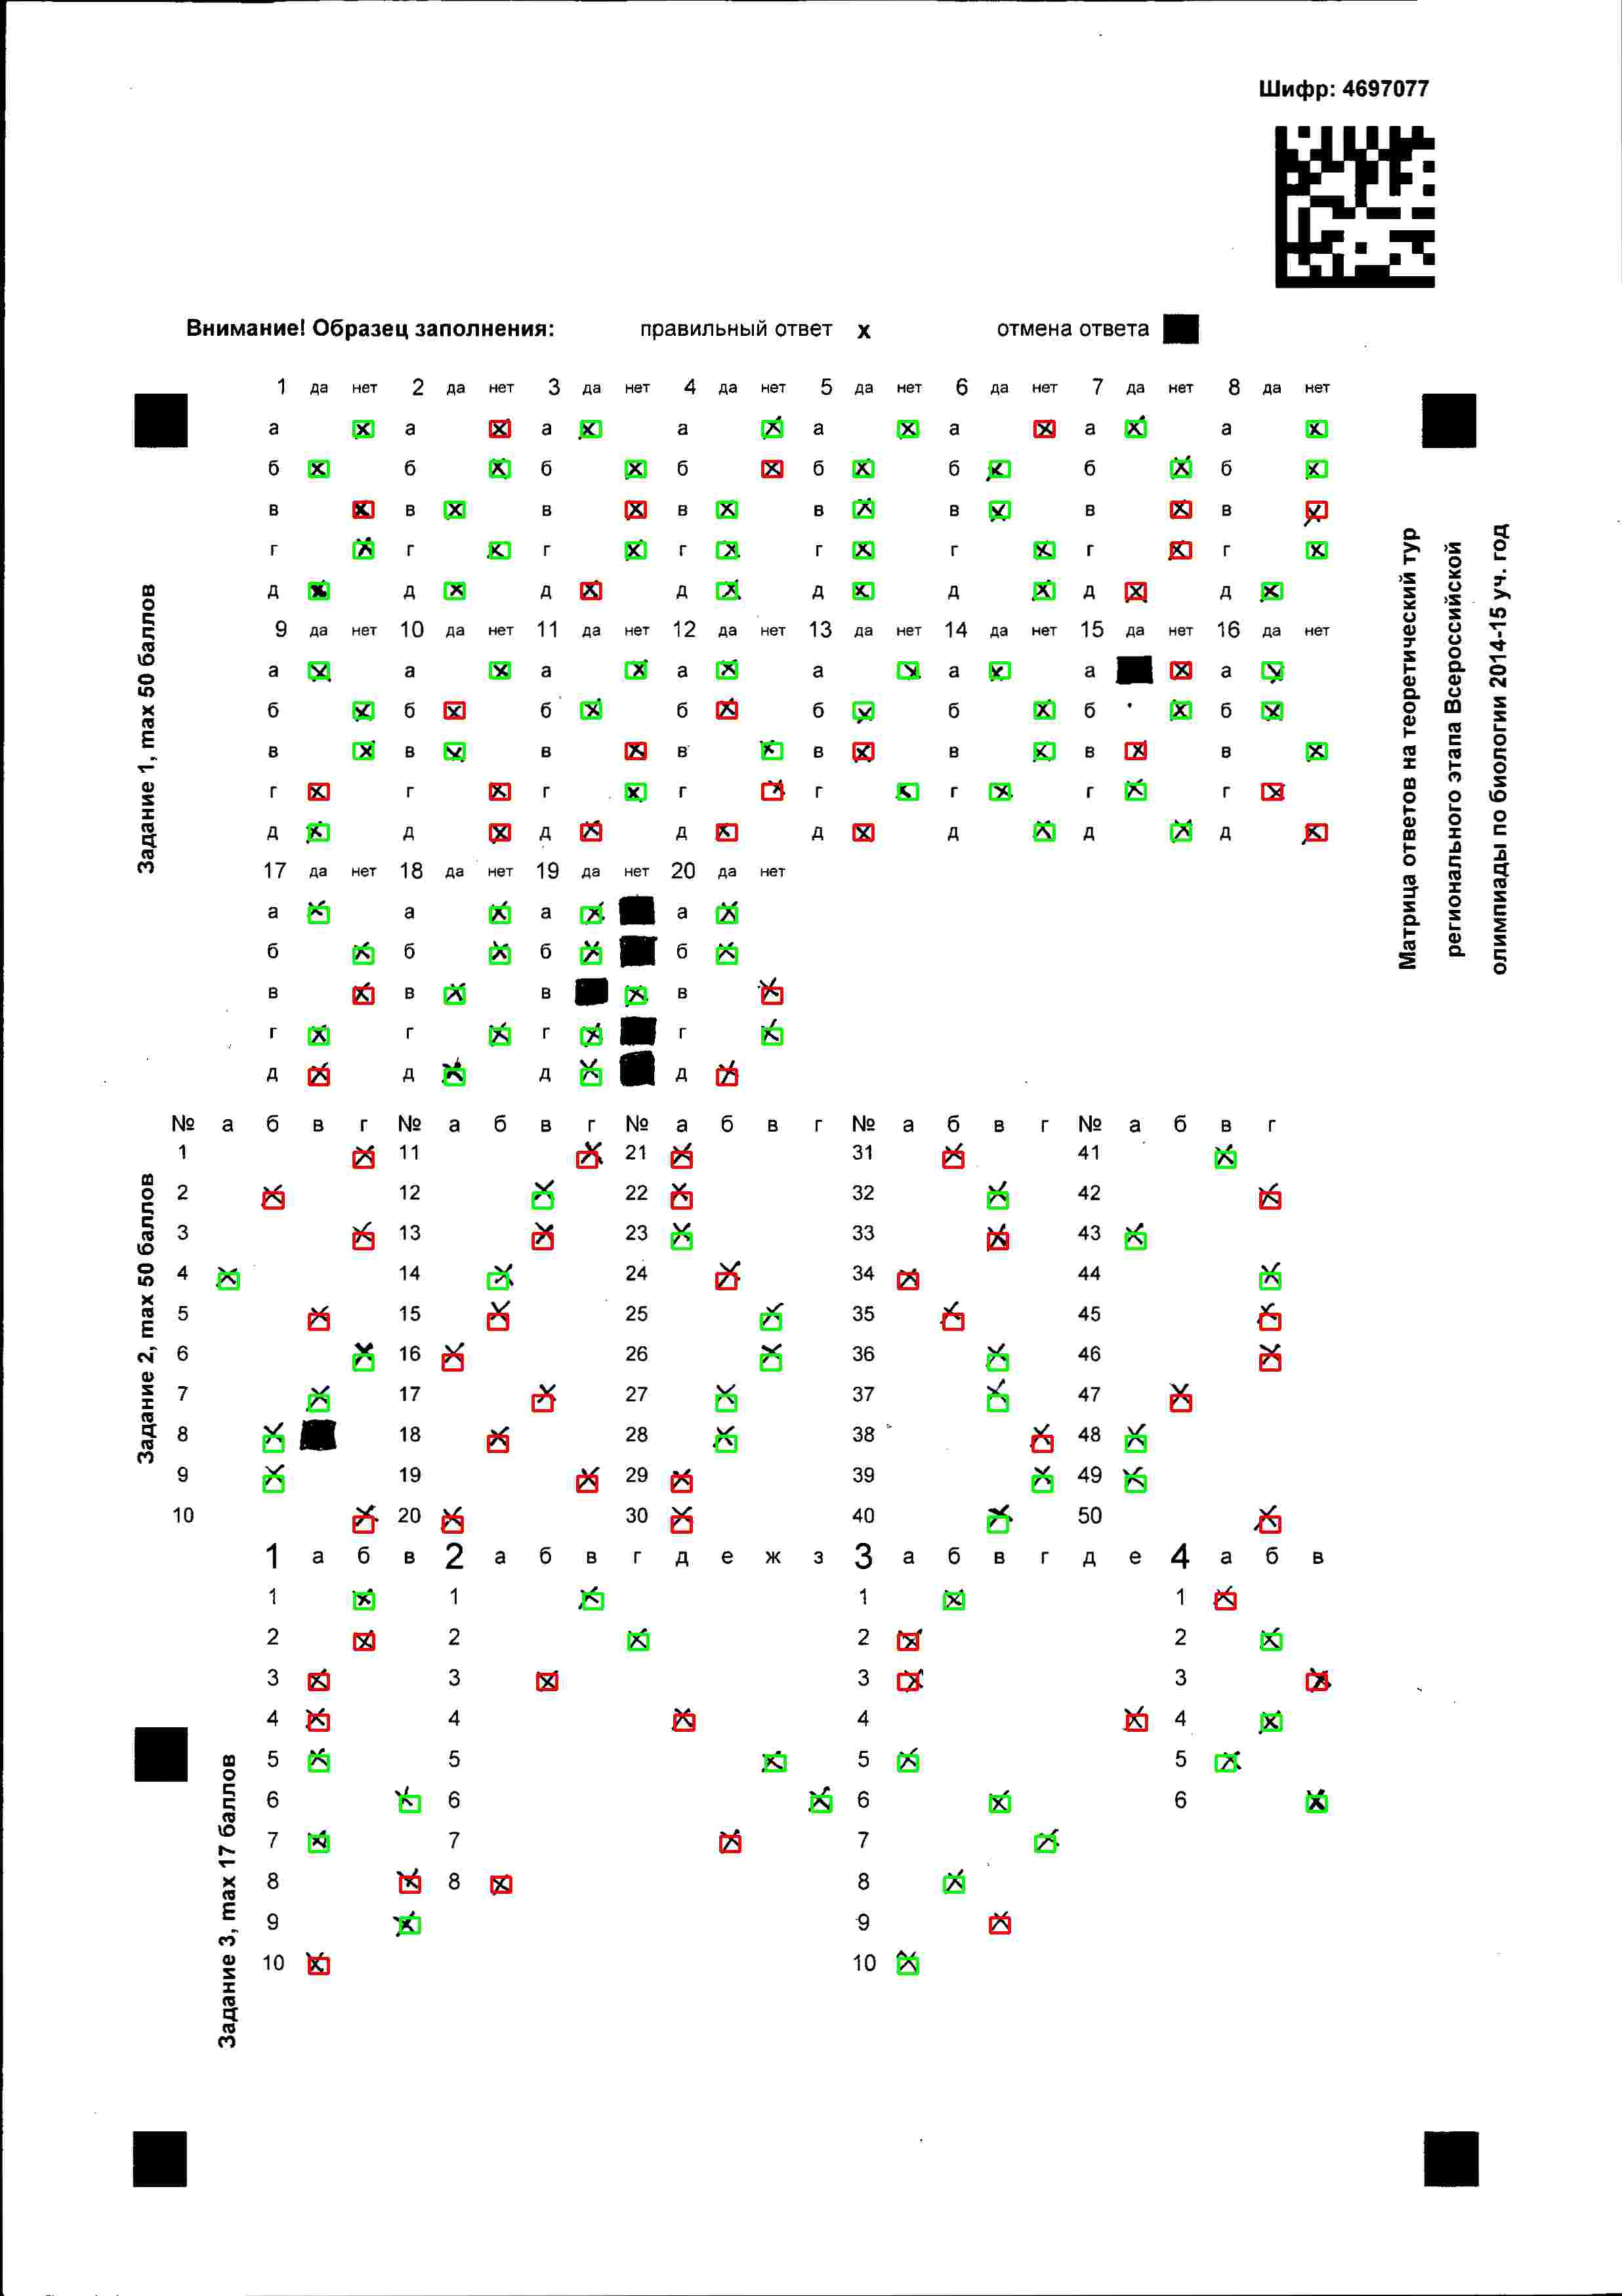 Шифр: 4697077
Внимание! Образец заполнения: правильный ответ x отмена ответа
Задание 1, max 50 баллов
1 да нет 2 да нет 3 да нет 4 да нет 5 да нет 6 да нет 7 да нет 8 да нет
а а а а а а а а
б б б б б б б б
в в в в в в в в
г г г г г г г г
д д д д д д д д
9 да нет 10 да нет 11 да нет 12 да нет 13 да нет 14 да нет 15 да нет 16 да нет
а а а а а а а а
б б б б б б б б
в в в в в в в в
г г г г г г г г
д д д д д д д д
17 да нет 18 да нет 19 да нет 20 да нет
а а а а
б б б б
в в в в
г г г г
д д д д
Матрица ответов на теоретический тур
регионального этапа Всероссийской
олимпиады по биологии 2014-15 уч. год
Задание 2, max 50 баллов
№ а б в г № а б в г № а б в г № а б в г № а б в г
1 11 21 31 41
2 12 22 32 42
3 13 23 33 43
4 14 24 34 44
5 15 25 35 45
6 16 26 36 46
7 17 27 37 47
8 18 28 38 48
9 19 29 39 49
10 20 30 40 50
Задание 3, max 17 баллов
1 а б в 2 а б в г д е ж з 3 а б в г д е 4 а б в
1 1 1 1
2 2 2 2
3 3 3 3
4 4 4 4
5 5 5 5
6 6 6 6
7 7 7
8 8 8
9 9
10 10